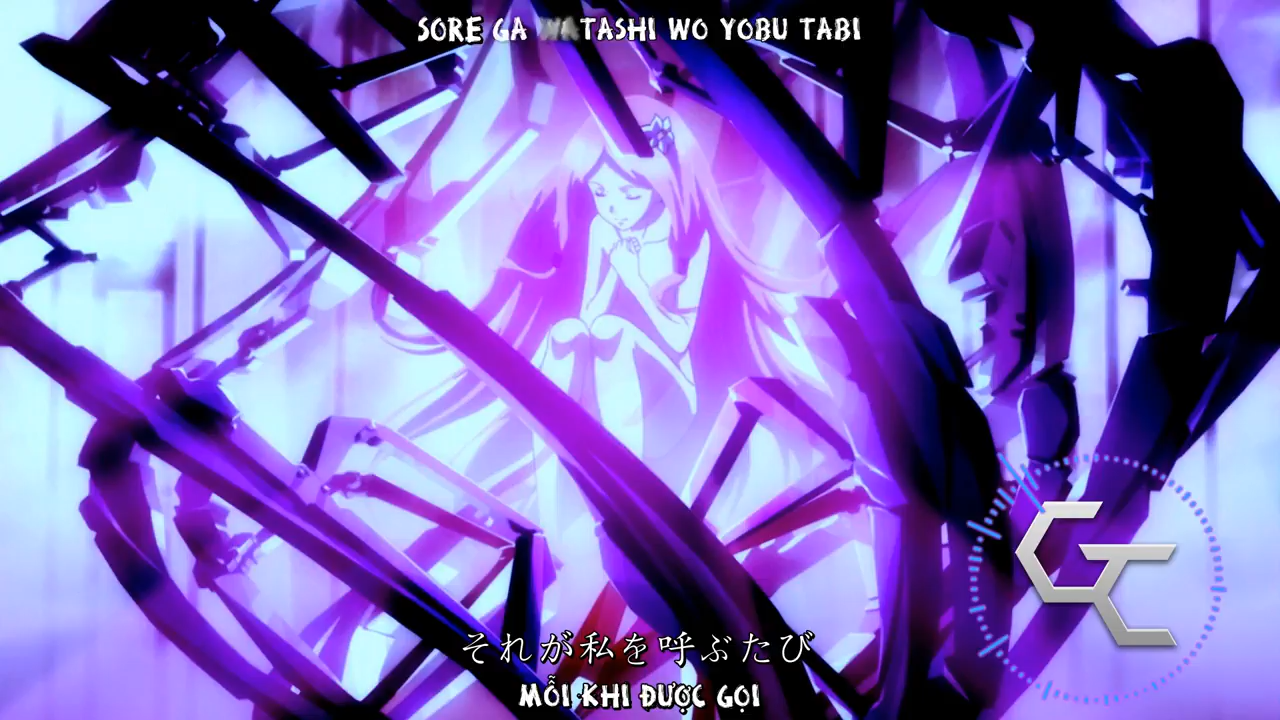 SORE GA WATASHI WO YOBU TABI
それが私を呼ぶたび
MỖI KHI ĐƯỢC GỌI
GC